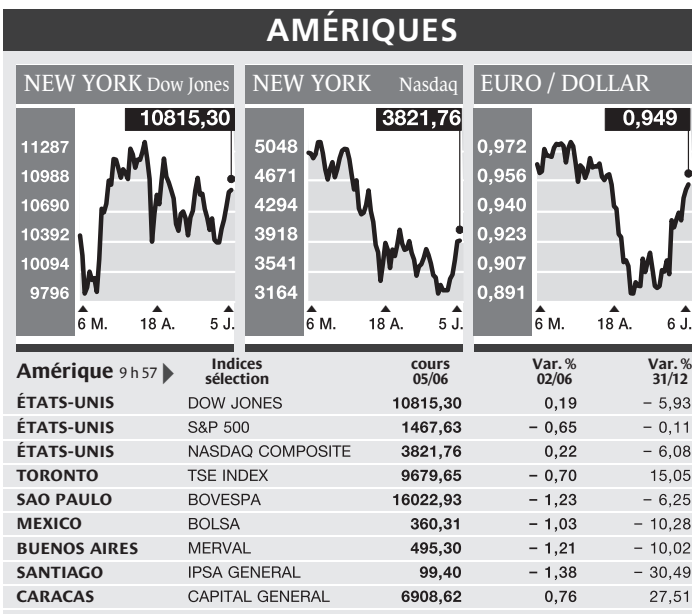 AMÉRIQUES
NEW YORK Dow Jones
10815,30
11287
10988
10690
10392
10094
9796
6 M. 18 A. 5 J.
NEW YORK Nasdaq
3821,76
5048
4671
4294
3918
3541
3164
6 M. 18 A. 5 J.
EURO / DOLLAR
0,949
0,972
0,956
0,940
0,923
0,907
0,891
6 M. 18 A. 6 J.
Amérique 9h57 Indices sélection cours 05/06 Var. % 02/06 Var. % 31/12
ÉTATS-UNIS DOW JONES 10815,30 0,19 – 5,93
ÉTATS-UNIS S&P 500 1467,63 – 0,65 – 0,11
ÉTATS-UNIS NASDAQ COMPOSITE 3821,76 0,22 – 6,08
TORONTO TSE INDEX 9679,65 – 0,70 15,05
SAO PAULO BOVESPA 16022,93 – 1,23 – 6,25
MEXICO BOLSA 360,31 – 1,03 – 10,28
BUENOS AIRES MERVAL 495,30 – 1,21 – 10,02
SANTIAGO IPSA GENERAL 99,40 – 1,38 – 30,49
CARACAS CAPITAL GENERAL 6908,62 0,76 27,51